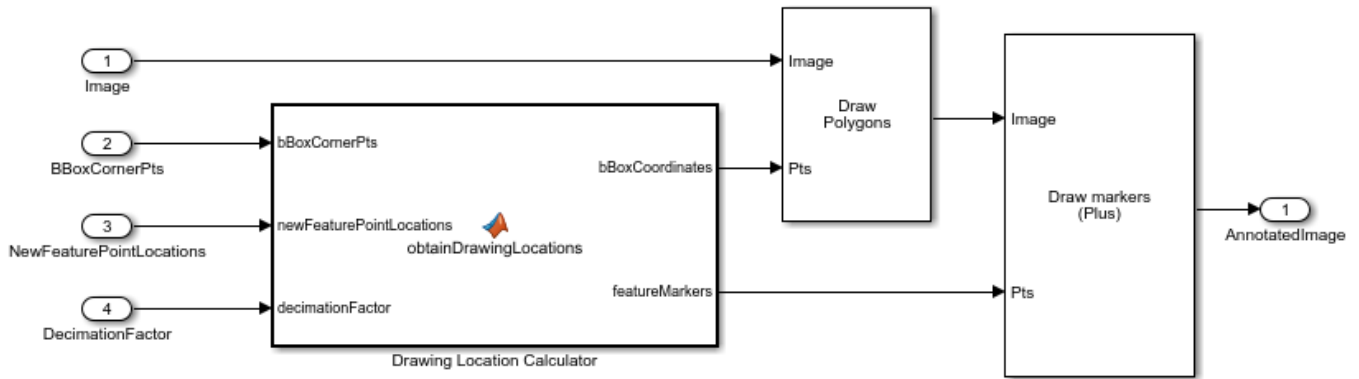 1
Image
2
BBoxCornerPts
3
NewFeaturePointLocations
4
DecimationFactor
bBoxCornerPts
newFeaturePointLocations
decimationFactor
obtainDrawingLocations
bBoxCoordinates
featureMarkers
Drawing Location Calculator
Image
Pts
Draw
Polygons
Image
Pts
Draw markers
(Plus)
1
AnnotatedImage